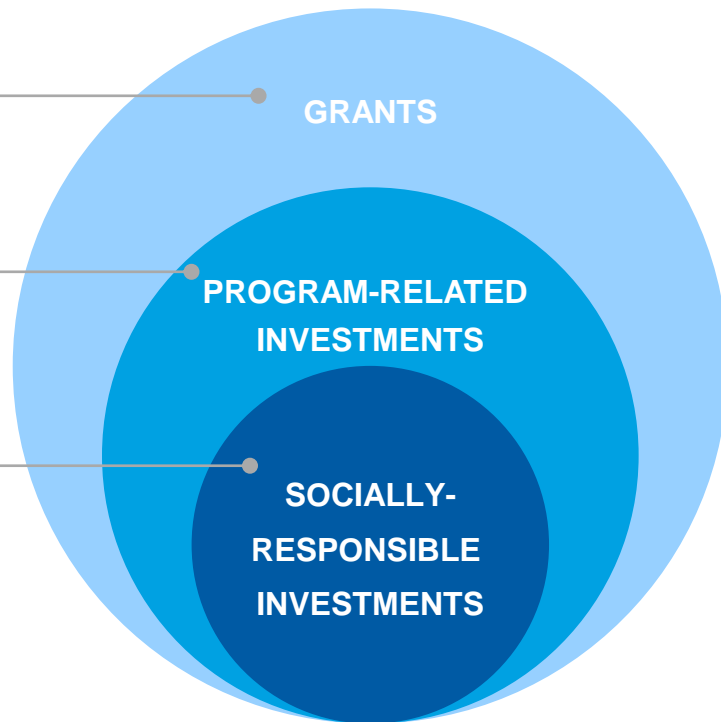 GRANTS
PROGRAM-RELATED
INVESTMENTS
SOCIALLY-
RESPONSIBLE
INVESTMENTS